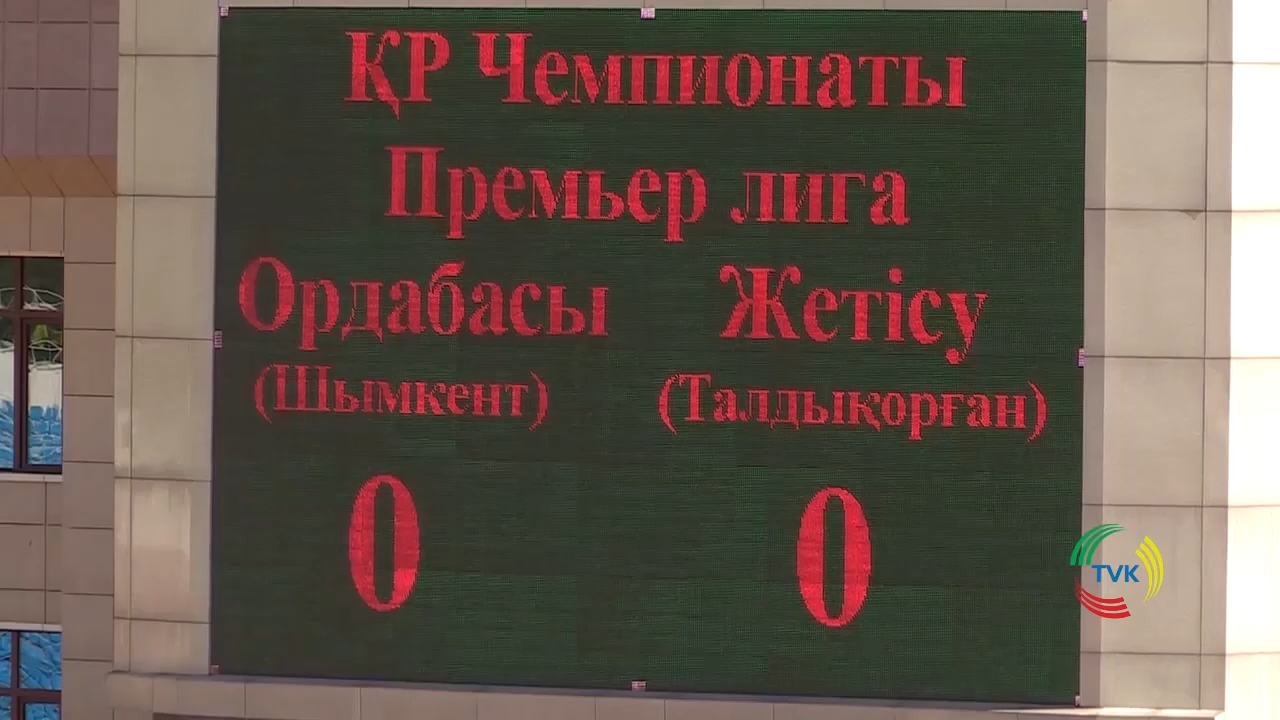 ҚР Чемпионаты
Премьер лига
Ордабасы Жетісу
(Шымкент) (Талдықорған)
0 0
TVK